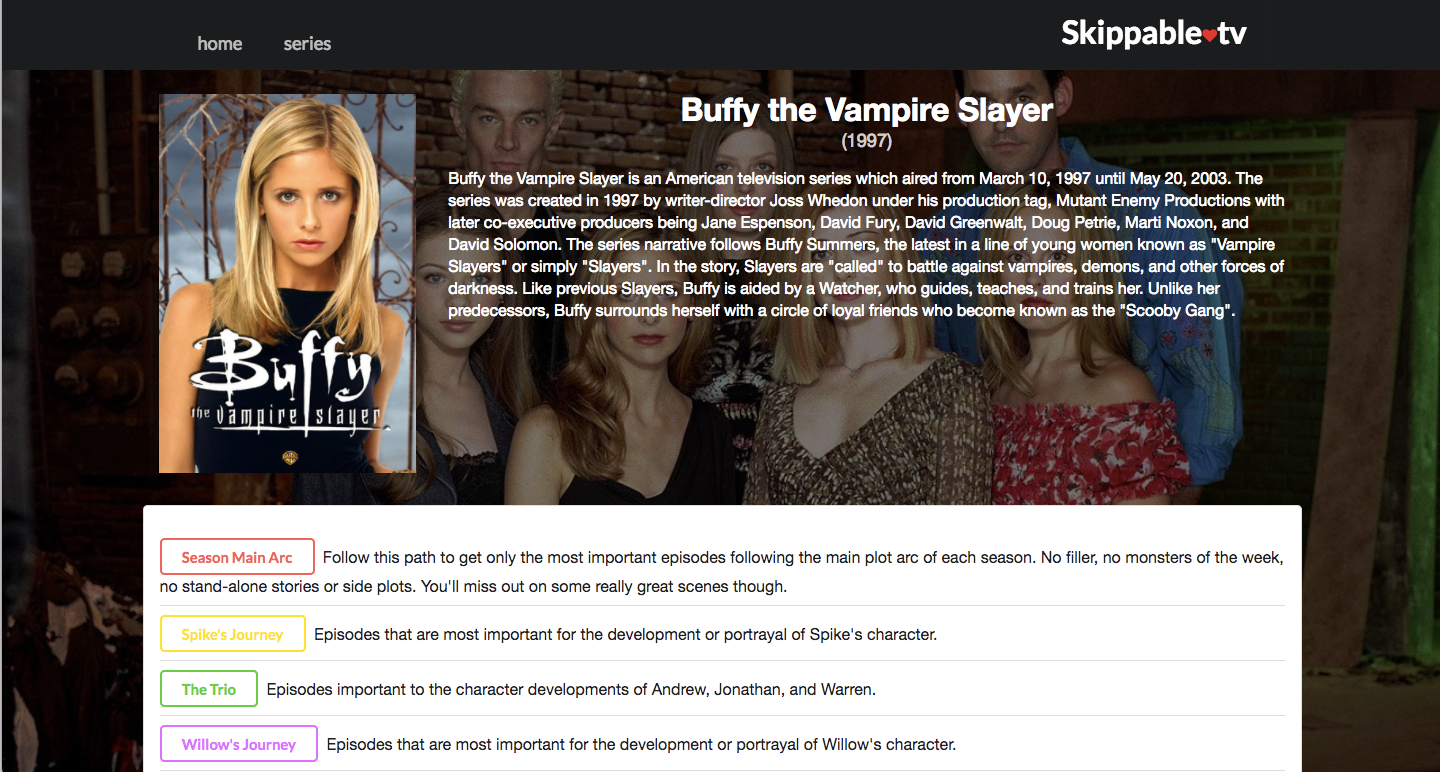 home series Skippable tv
Buffy the Vampire Slayer
(1997)
Buffy the Vampire Slayer is an American television series which aired from March 10, 1997 until May 20, 2003. The
series was created in 1997 by writer-director Joss Whedon under his production tag, Mutant Enemy Productions with
later co-executive producers being Jane Espenson, David Fury, David Greenwalt, Doug Petrie, Marti Noxon, and
David Solomon. The series narrative follows Buffy Summers, the latest in a line of young women known as "Vampire
Slayers" or simply "Slayers". In the story, Slayers are "called" to battle against vampires, demons, and other forces of
darkness. Like previous Slayers, Buffy is aided by a Watcher, who guides, teaches, and trains her. Unlike her
predecessors, Buffy surrounds herself with a circle of loyal friends who become known as the "Scooby Gang".
Buffy
the vampire slayer
WB
Season Main Arc Follow this path to get only the most important episodes following the main plot arc of each season. No filler, no monsters of the week,
no stand-alone stories or side plots. You'll miss out on some really great scenes though.
Spike's Journey Episodes that are most important for the development or portrayal of Spike's character.
The Trio Episodes important to the character developments of Andrew, Jonathan, and Warren.
Willow's Journey Episodes that are most important for the development or portrayal of Willow's character.